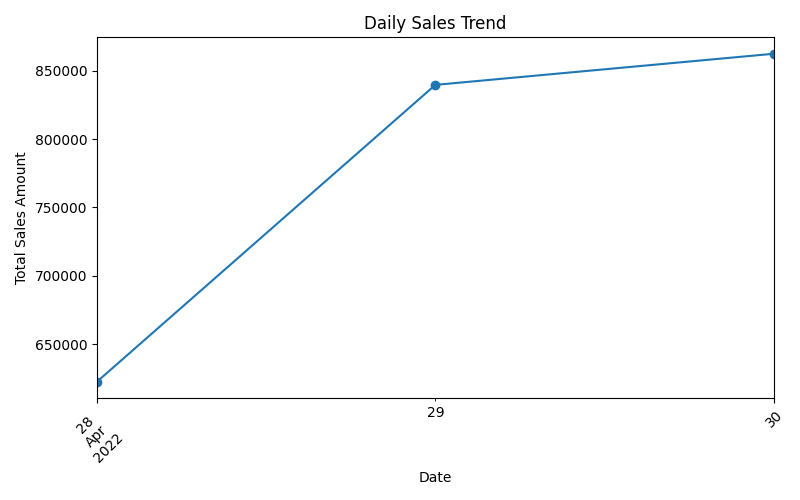 Daily Sales Trend
Total Sales Amount
850000
800000
750000
700000
650000
28
Apr
2022
29
30
Date